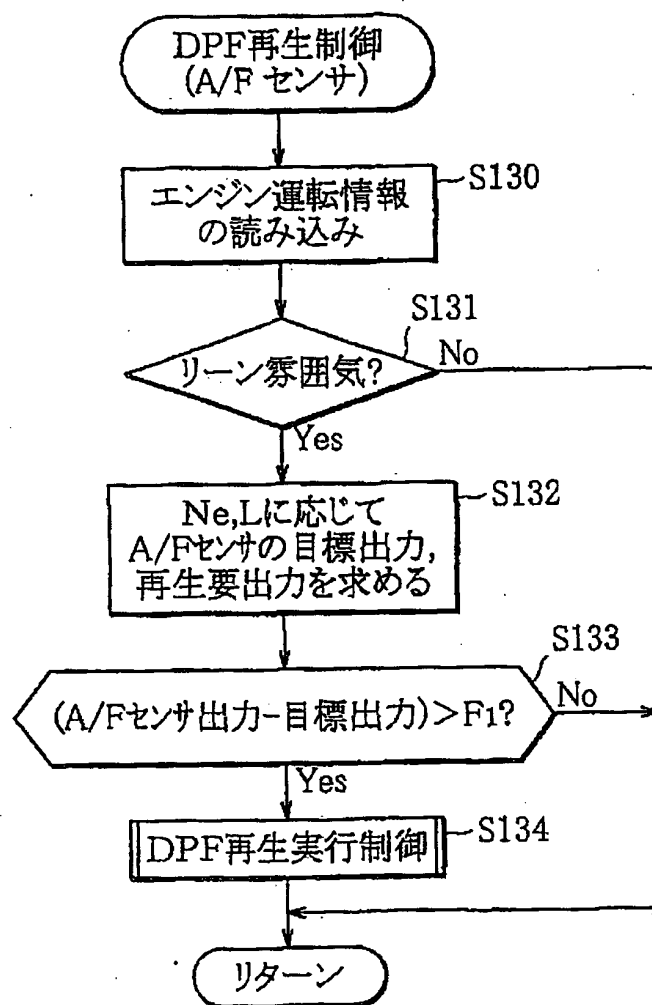 DPF再生制御
(A/F センサ)
S130
エンジン運転情報
の読み込み
S131
リーン雰囲気?
No
Yes
S132
Ne,Lに応じて
A/Fセンサの目標出力,
再生要出力を求める
S133
(A/Fセンサ出力-目標出力)>F1?
No
Yes
S134
DPF再生実行制御
リターン